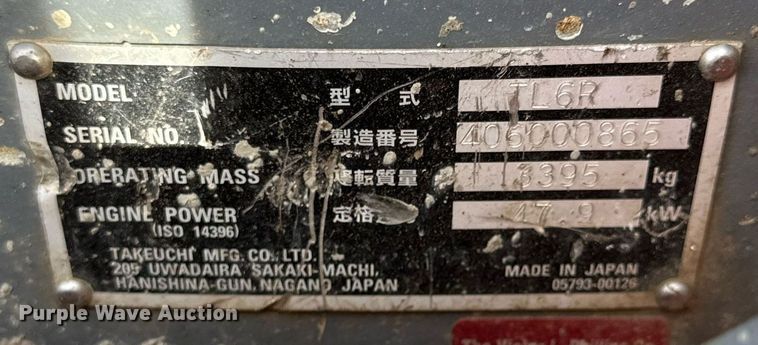 MODEL 型 式 TL6R
SERIAL NO. 製造番号 406000865
OPERATING MASS 運転質量 3395 kg
ENGINE POWER 定格 47.9 kW
(ISO 14396)
TAKEUCHI MFG. CO., LTD.
205 UWADAIRA, SAKAKI-MACHI,
HANISHINA-GUN, NAGANO JAPAN
MADE IN JAPAN
05793-00126
Purple Wave Auction